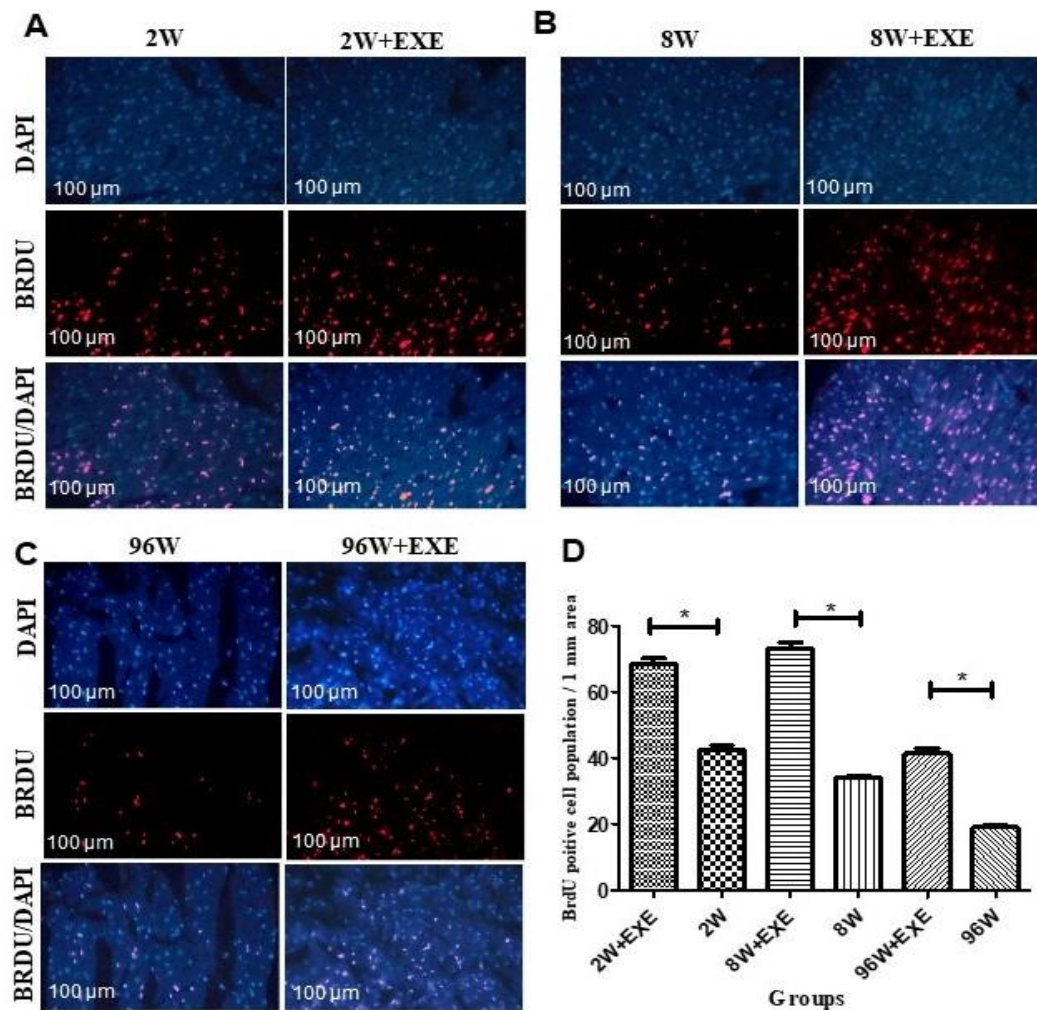 A
2W
2W+EXE
DAPI
100 µm
100 µm
BRDU
100 µm
100 µm
BRDU/DAPI
100 µm
100 µm
B
8W
8W+EXE
100 µm
100 µm
100 µm
100 µm
100 µm
100 µm
C
96W
96W+EXE
DAPI
100 µm
100 µm
BRDU
100 µm
100 µm
BRDU/DAPI
100 µm
100 µm
D
BrdU poitive cell population / 1 mm area
80
60
40
20
0
*
*
*
2W+EXE
2W
8W+EXE
8W
96W+EXE
96W
Groups